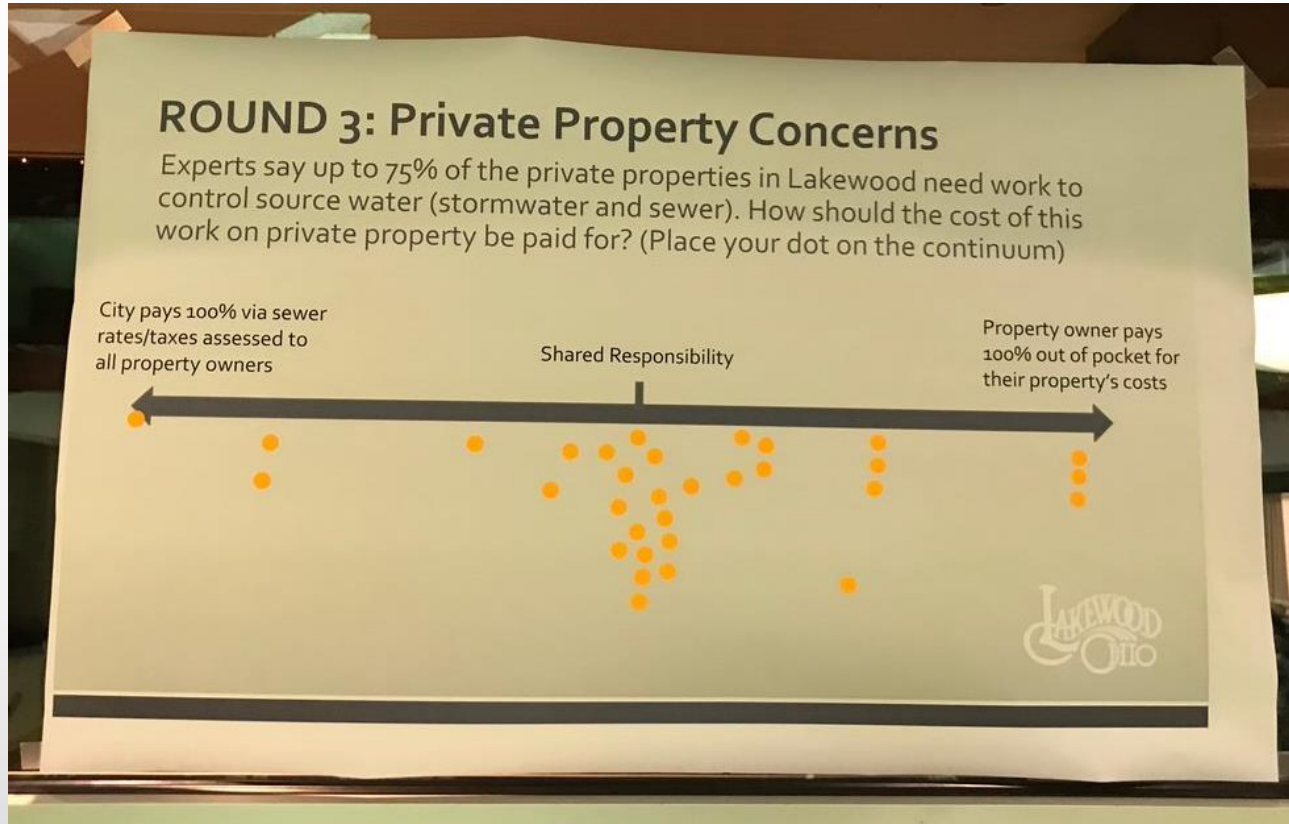 ROUND 3: Private Property Concerns
Experts say up to 75% of the private properties in Lakewood need work to
control source water (stormwater and sewer). How should the cost of this
work on private property be paid for? (Place your dot on the continuum)
City pays 100% via sewer
rates/taxes assessed to
all property owners
Shared Responsibility
Property owner pays
100% out of pocket for
their property's costs
LAKEWOOD
OHIO